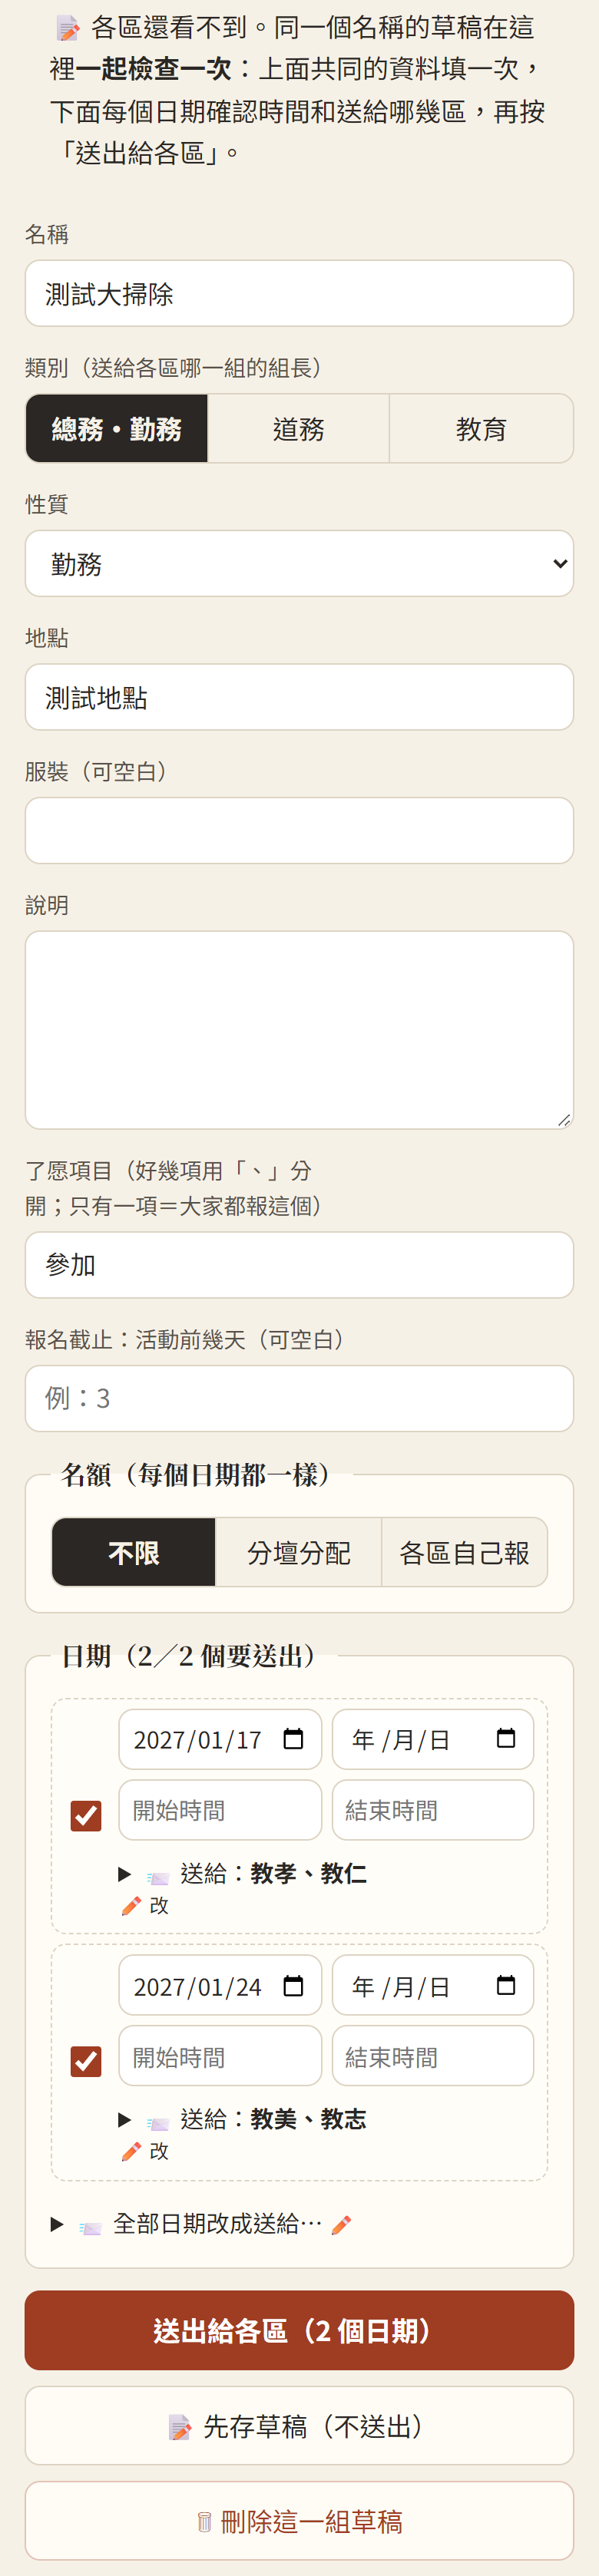 📝 各區還看不到。同一個名稱的草稿在這
裡一起檢查一次：上面共同的資料填一次，
下面每個日期確認時間和送給哪幾區，再按
「送出給各區」。
名稱
測試大掃除
類別（送給各區哪一組的組長）
總務・勤務 道務 教育
性質
勤務
地點
測試地點
服裝（可空白）
說明
了愿項目（好幾項用「、」分
開；只有一項＝大家都報這個）
參加
報名截止：活動前幾天（可空白）
例：3
名額（每個日期都一樣）
不限 分壇分配 各區自己報
日期（2／2 個要送出）
2027/01/17 年 /月/日
開始時間 結束時間
▶ 📨 送給：教孝、教仁
✏️ 改
2027/01/24 年 /月/日
開始時間 結束時間
▶ 📨 送給：教美、教志
✏️ 改
▶ 📨 全部日期改成送給… ✏️
送出給各區（2 個日期）
📝 先存草稿（不送出）
🗑 刪除這一組草稿